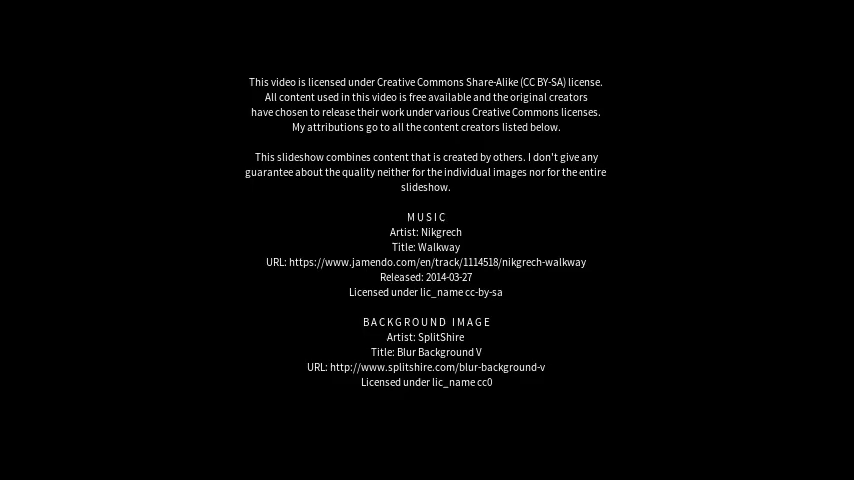 This video is licensed under Creative Commons Share-Alike (CC BY-SA) license.
All content used in this video is free available and the original creators
have chosen to release their work under various Creative Commons licenses.
My attributions go to all the content creators listed below.
This slideshow combines content that is created by others. I don't give any
guarantee about the quality neither for the individual images nor for the entire
slideshow.
MUSIC
Artist: Nikgrech
Title: Walkway
URL: https://www.jamendo.com/en/track/1114518/nikgrech-walkway
Released: 2014-03-27
Licensed under lic_name cc-by-sa
BACKGROUND IMAGE
Artist: SplitShire
Title: Blur Background V
URL: http://www.splitshire.com/blur-background-v
Licensed under lic_name cc0